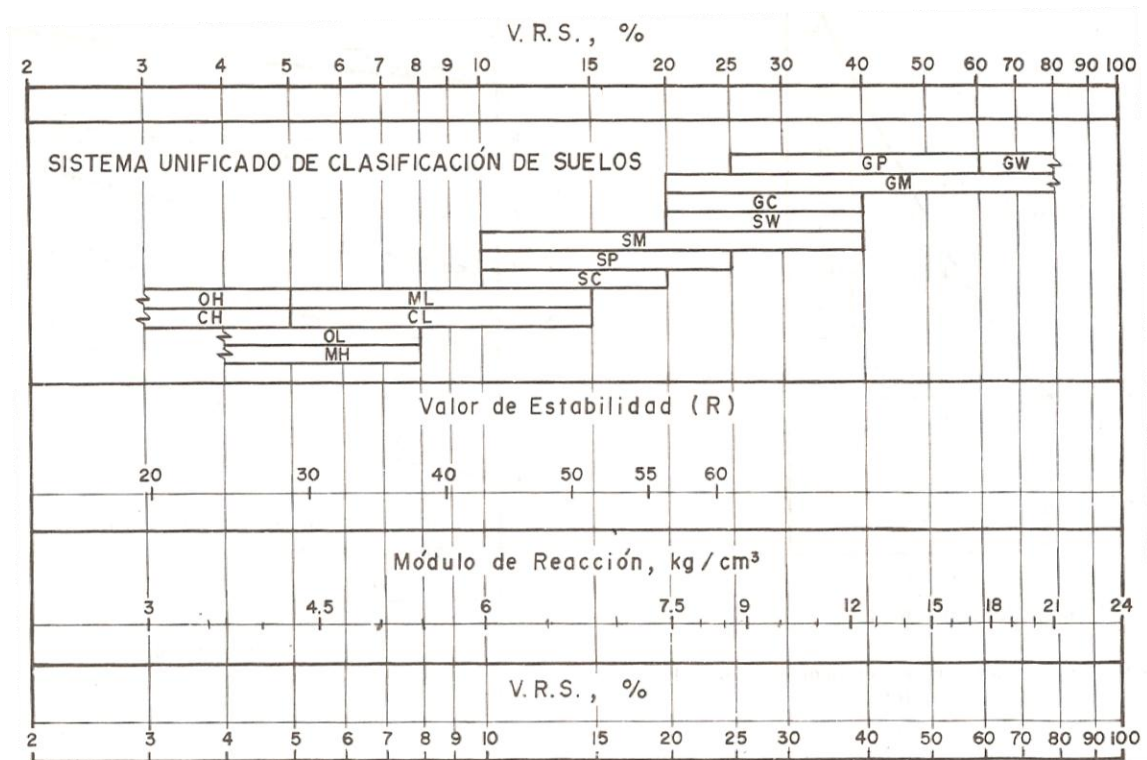 V. R. S. , %
2 3 4 5 6 7 8 9 10 15 20 25 30 40 50 60 70 80 90 100
SISTEMA UNIFICADO DE CLASIFICACIÓN DE SUELOS
GP GW
GM
GC
SW
SM
SP
SC
OH ML
CH CL
OL
MH
Valor de Estabilidad (R)
20 30 40 50 55 60
Módulo de Reacción, kg/cm³
3 4.5 6 7.5 9 12 15 18 21 24
V. R. S. , %
2 3 4 5 6 7 8 9 10 15 20 25 30 40 50 60 70 80 90 100